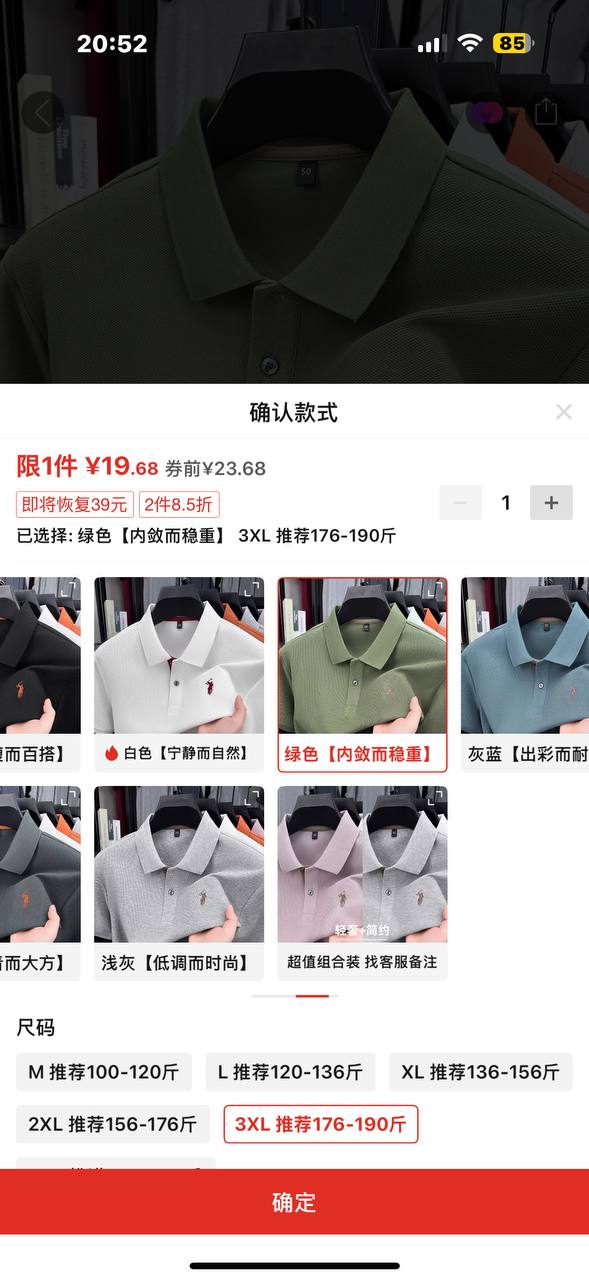 20:52
85
50
确认款式
限1件 ¥19.68 券前¥23.68
即将恢复39元 2件8.5折
1
已选择: 绿色【内敛而稳重】 3XL 推荐176-190斤
而百搭】
白色【宁静而自然】
绿色【内敛而稳重】
灰蓝【出彩而耐
而大方】
浅灰【低调而时尚】
轻奢+简约
超值组合装 找客服备注
尺码
M 推荐100-120斤
L 推荐120-136斤
XL 推荐136-156斤
2XL 推荐156-176斤
3XL 推荐176-190斤
确定